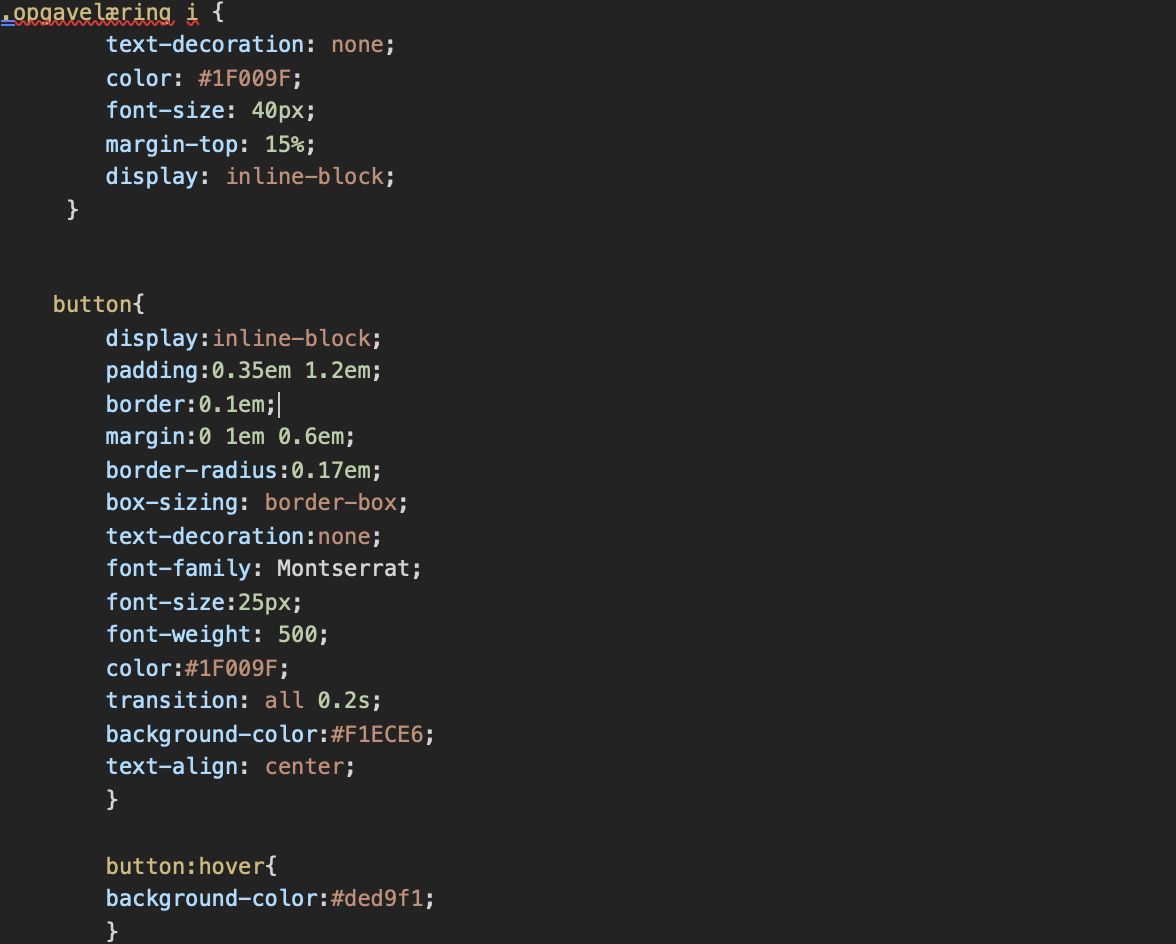 .opgavelæring i {
text-decoration: none;
color: #1F009F;
font-size: 40px;
margin-top: 15%;
display: inline-block;
}
button{
display:inline-block;
padding:0.35em 1.2em;
border:0.1em;
margin:0 1em 0.6em;
border-radius:0.17em;
box-sizing: border-box;
text-decoration:none;
font-family: Montserrat;
font-size:25px;
font-weight: 500;
color:#1F009F;
transition: all 0.2s;
background-color:#F1ECE6;
text-align: center;
}
button:hover{
background-color:#ded9f1;
}